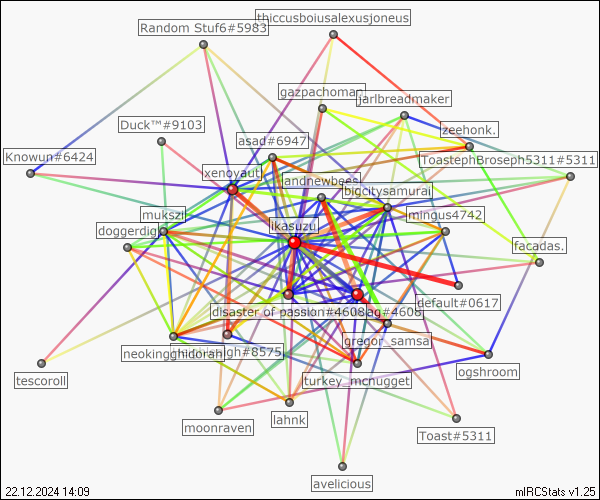 thiccusboiusalexusjoneus
Random Stuf6#5983
gazpachoman
jarlbreadmaker
Duck™#9103
zeehonk.
asad#6947
Knowun#6424
ToastephBroseph5311#5311
xenoyautj
andnewbees
bigcitysamurai
mukszi
mingus4742
ikasuzu
doggerdig
facadas.
default#0617
disaster of passion#4608
ag#4608
gregor_samsa
neokingghidorah
high#8575
ogshroom
tescoroll
turkey_mcnugget
moonraven
lahnk
Toast#5311
avelicious
22.12.2024 14:09
mIRCStats v1.25